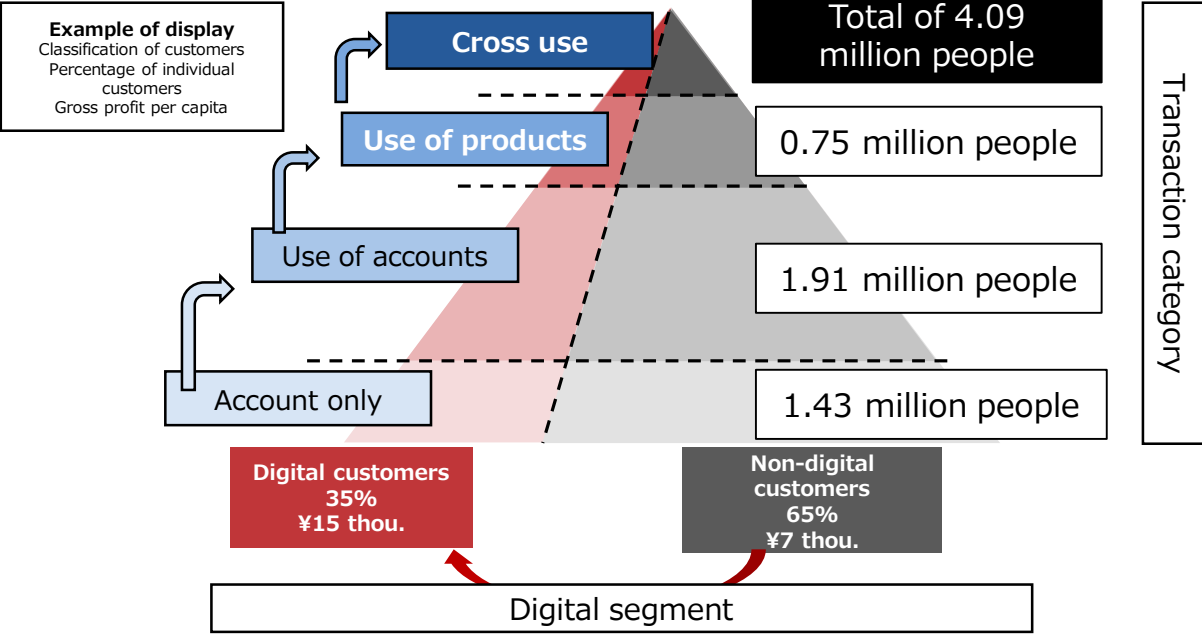 Example of display
Classification of customers
Percentage of individual
customers
Gross profit per capita
Cross use
Total of 4.09
million people
Use of products
0.75 million people
Use of accounts
1.91 million people
Account only
1.43 million people
Transaction category
Digital customers
35%
¥15 thou.
Non-digital
customers
65%
¥7 thou.
Digital segment